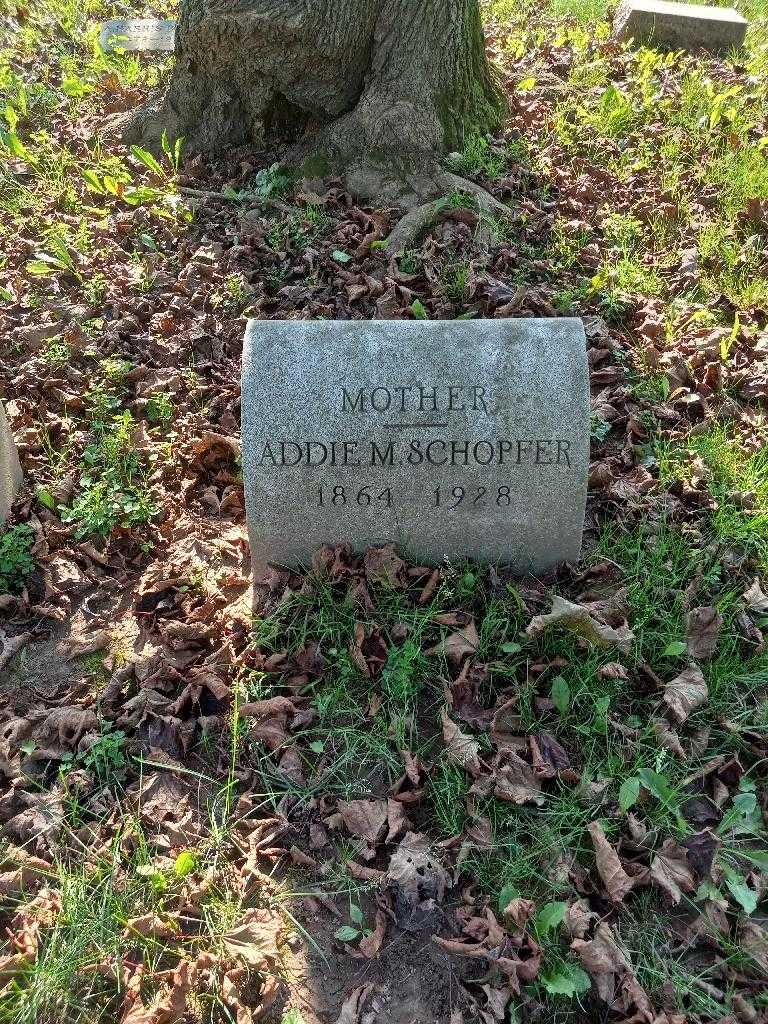 MOTHER
ADDIE M. SCHOPFER
1864 1928